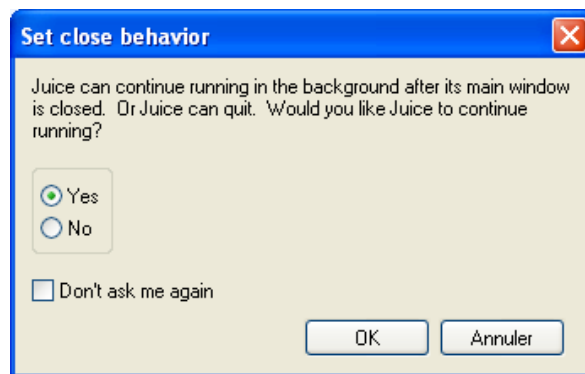 Set close behavior
Juice can continue running in the background after its main window
is closed.  Or Juice can quit.  Would you like Juice to continue
running?
Yes
No
Don't ask me again
OK
Annuler